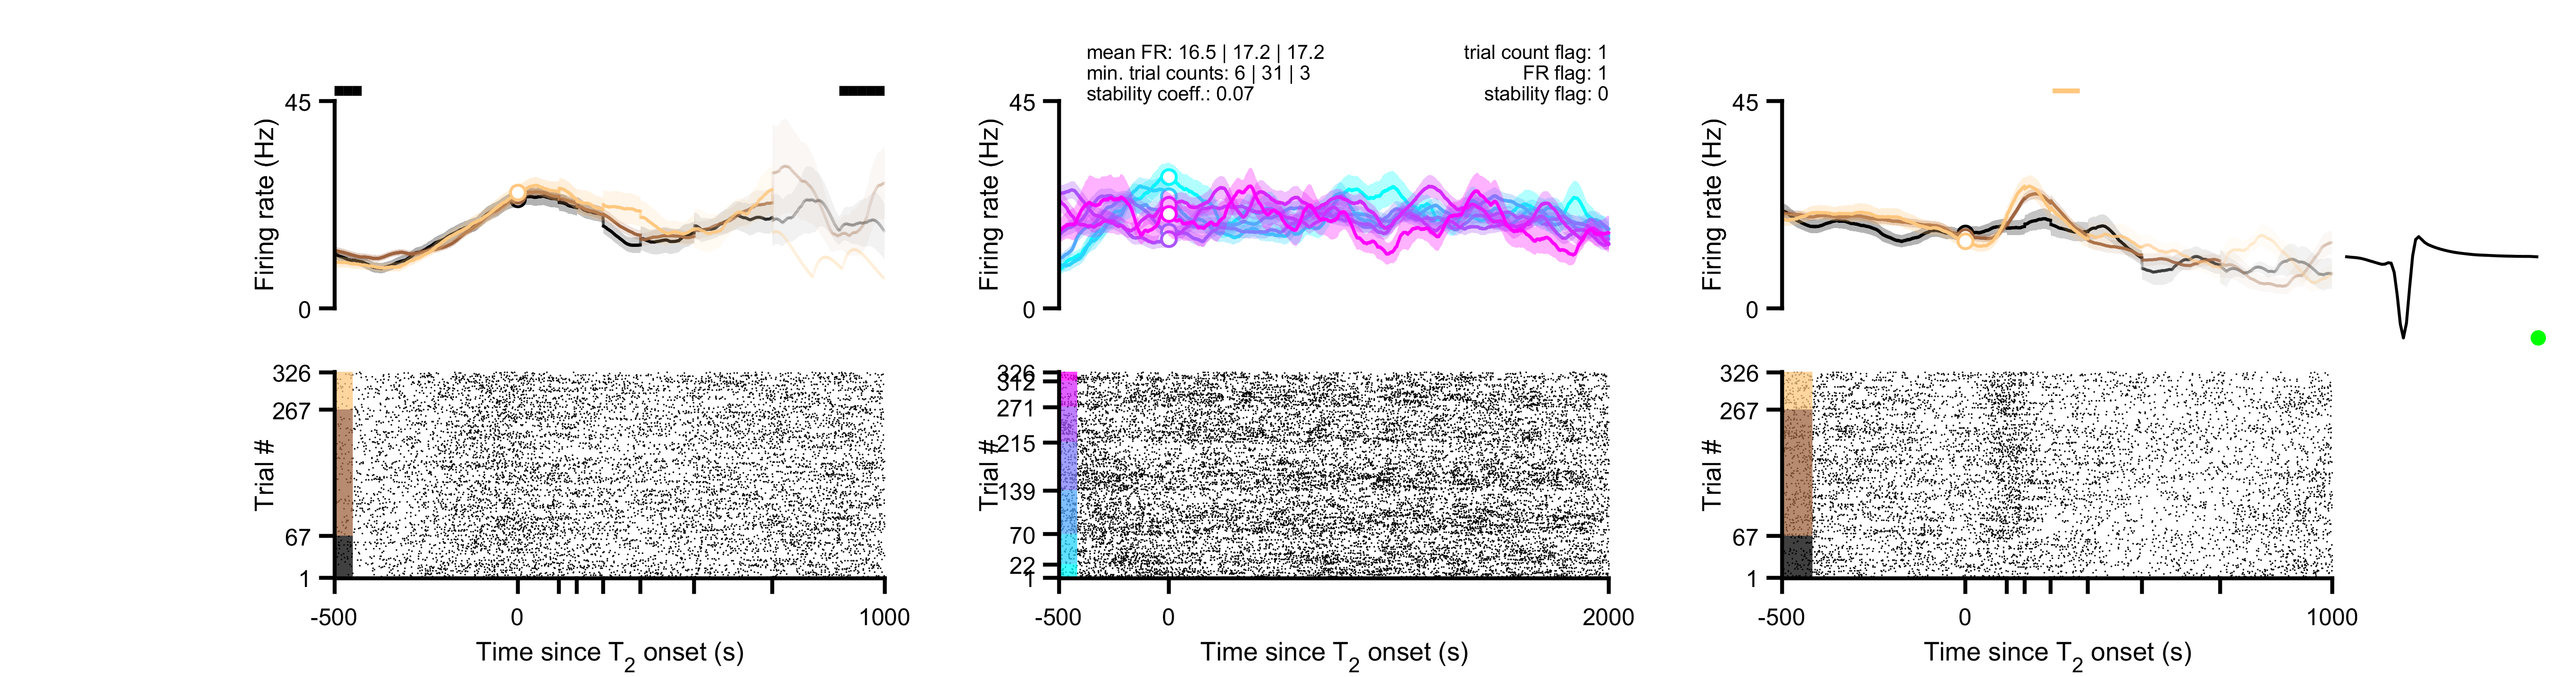 mean FR: 16.5 | 17.2 | 17.2
min. trial counts: 6 | 31 | 3
stability coeff.: 0.07
trial count flag: 1
FR flag: 1
stability flag: 0
45
0
Firing rate (Hz)
326
267
67
1
Trial #
-500
0
1000
Time since T2 onset (s)
45
0
Firing rate (Hz)
326
312
271
215
139
70
22
1
Trial #
-500
0
2000
Time since T2 onset (s)
45
0
Firing rate (Hz)
326
267
67
1
Trial #
-500
0
1000
Time since T2 onset (s)